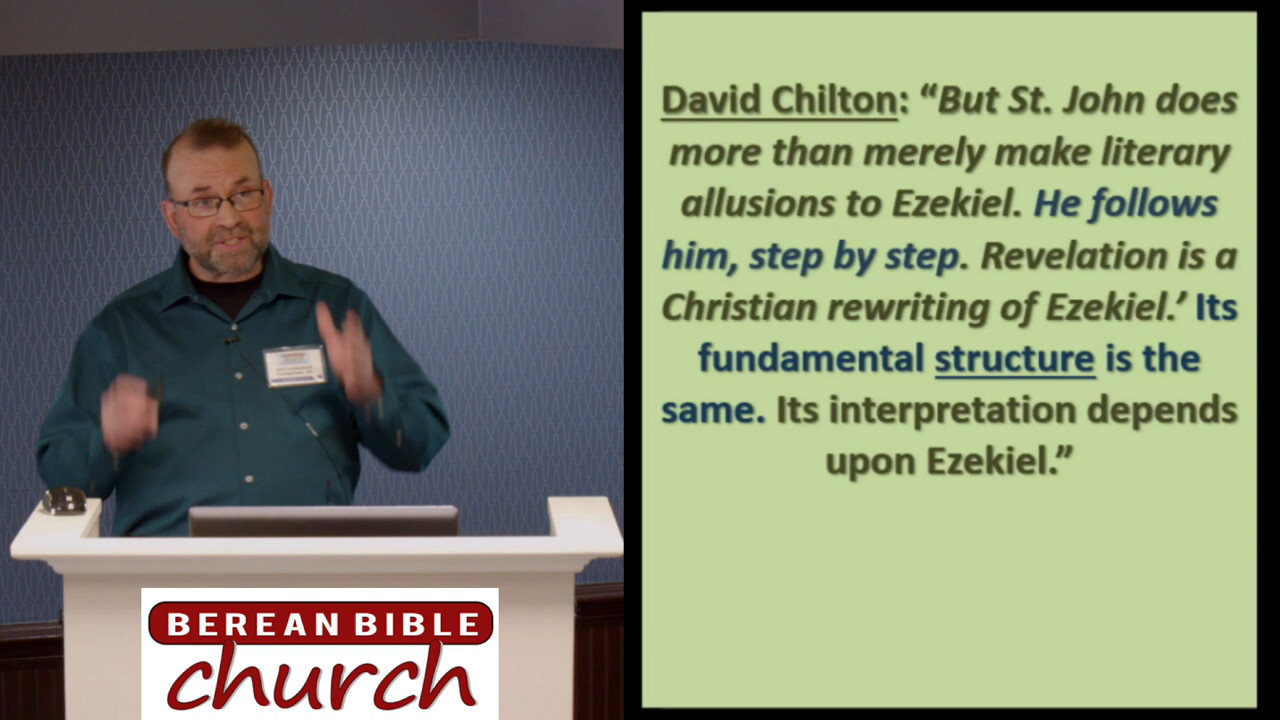 David Chilton: “But St. John does
more than merely make literary
allusions to Ezekiel. He follows
him, step by step. Revelation is a
Christian rewriting of Ezekiel.’ Its
fundamental structure is the
same. Its interpretation depends
upon Ezekiel.”
BEREAN BIBLE
church